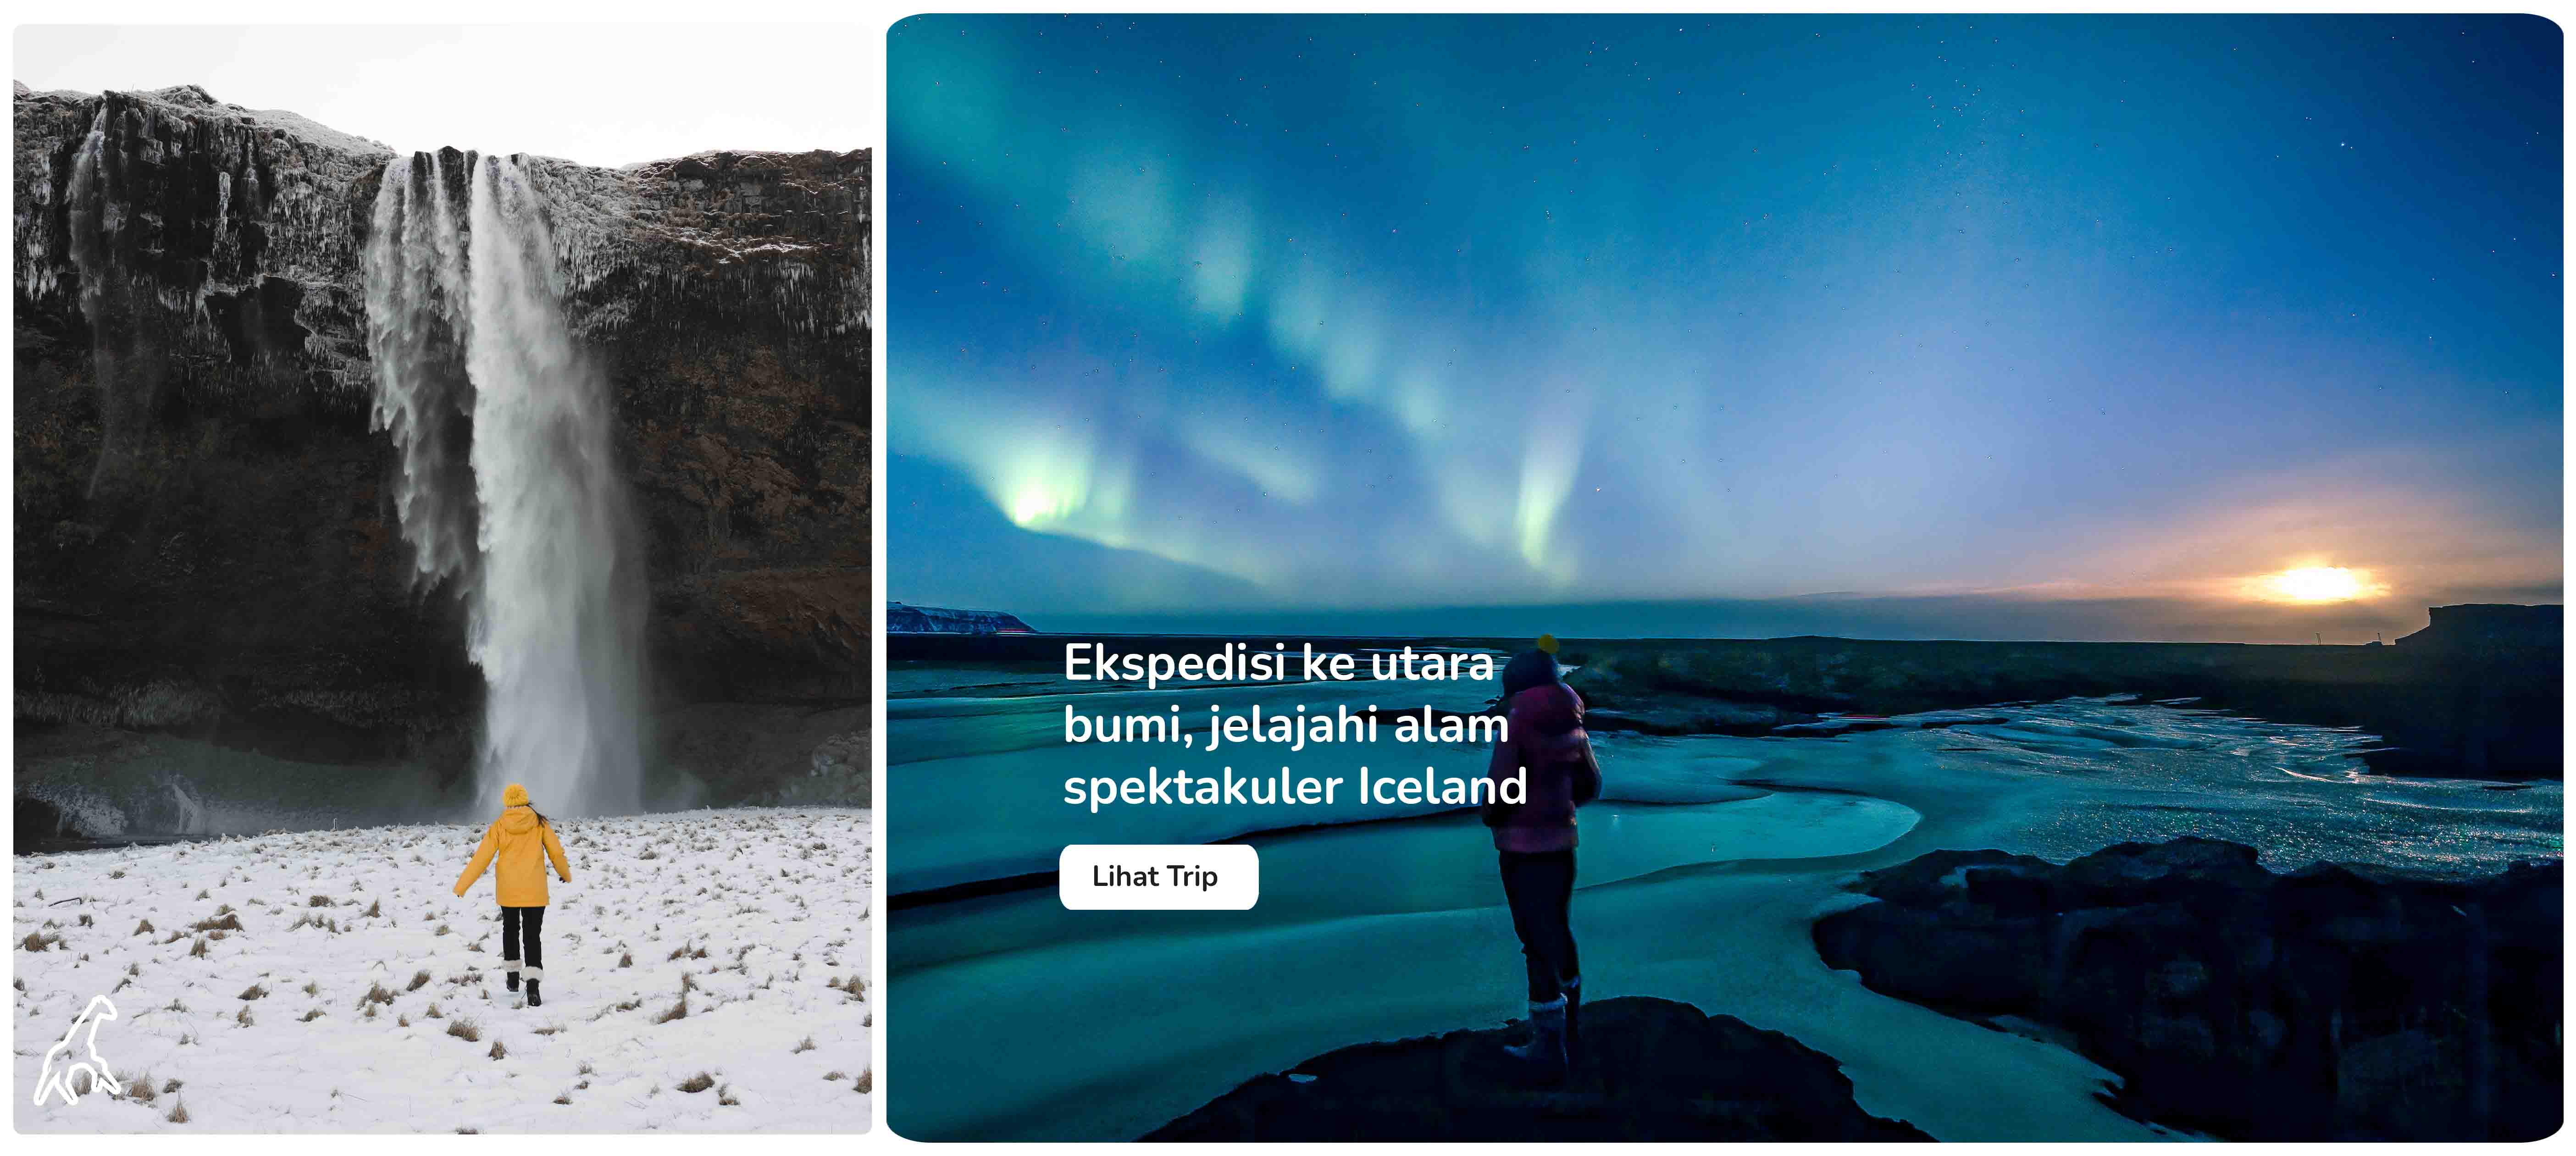 Ekspedisi ke utara
bumi, jelajahi alam
spektakuler Iceland
Lihat Trip